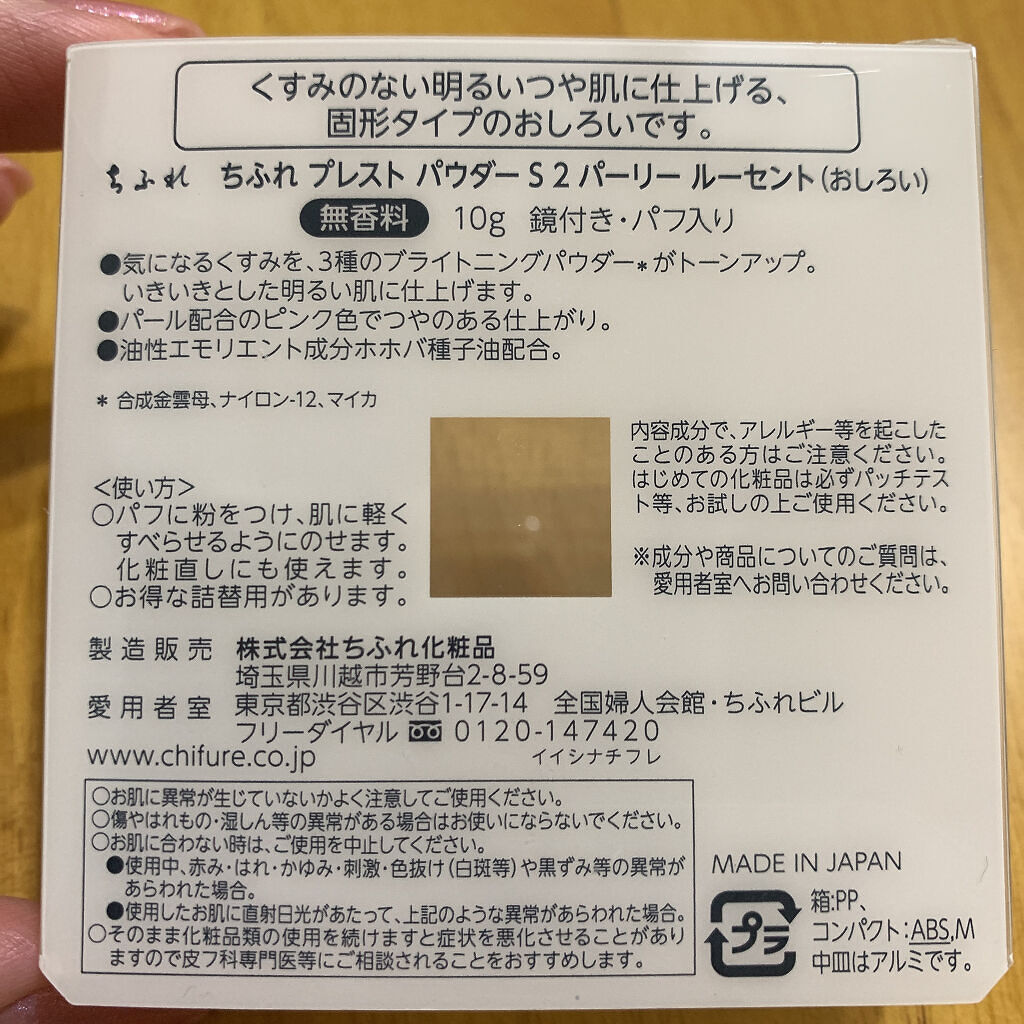 くすみのない明るいつや肌に仕上げる、
固形タイプのおしろいです。
ちふれ ちふれ プレスト パウダー S 2 パーリー ルーセント(おしろい)
無香料 10g 鏡付き・パフ入り
●気になるくすみを、3種のブライトニングパウダー*がトーンアップ。
いきいきとした明るい肌に仕上げます。
●パール配合のピンク色でつやのある仕上がり。
●油性エモリエント成分ホホバ種子油配合。
* 合成金雲母、ナイロン-12、マイカ
<使い方>
○パフに粉をつけ、肌に軽く
すべらせるようにのせます。
化粧直しにも使えます。
○お得な詰替用があります。
内容成分で、アレルギー等を起こした
ことのある方はご注意ください。
はじめての化粧品は必ずパッチテス
ト等、お試しの上ご使用ください。
※成分や商品についてのご質問は、
愛用者室へお問い合わせください。
製造販売 株式会社ちふれ化粧品
埼玉県川越市芳野台2-8-59
愛用者室 東京都渋谷区渋谷1-17-14 全国婦人会館・ちふれビル
フリーダイヤル 0120-147420
www.chifure.co.jp イイシナチフレ
○お肌に異常が生じていないかよく注意してご使用ください。
○傷やはれもの・湿しん等の異常がある場合はお使いにならないでください。
○お肌に合わない時は、ご使用を中止してください。
●使用中、赤み・はれ・かゆみ・刺激・色抜け(白斑等)や黒ずみ等の異常が
あらわれた場合。
●使用したお肌に直射日光があたって、上記のような異常があらわれた場合。
○そのまま化粧品類の使用を続けますと症状を悪化させることがあり
ますので皮フ科専門医等にご相談されることをおすすめします。
MADE IN JAPAN
プラ
箱:PP、
コンパクト:ABS,M
中皿はアルミです。